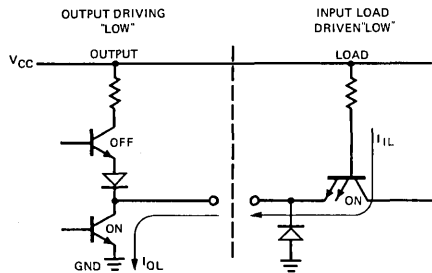 OUTPUT DRIVING
"LOW"
INPUT LOAD
DRIVEN "LOW"
OUTPUT
LOAD
VCC
OFF
IIL
ON
ON
GND
IOL